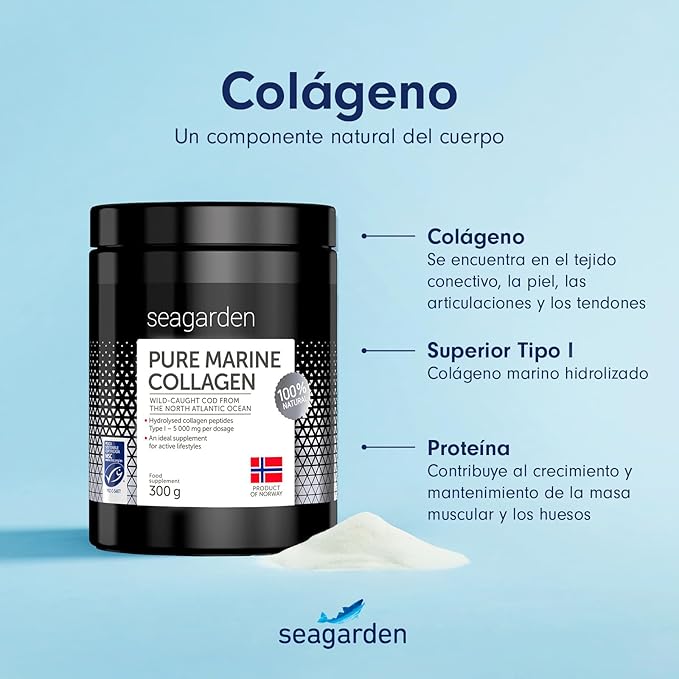 Colágeno
Un componente natural del cuerpo
seagarden
PURE MARINE
COLLAGEN
WILD-CAUGHT COD FROM
THE NORTH ATLANTIC OCEAN
• Hydrolysed collagen peptides
Type I – 5 000 mg per dosage
• An ideal supplement
for active lifestyles
100%
NATURAL
Food
supplement
300 g
PRODUCT
OF NORWAY
Colágeno
Se encuentra en el tejido
conectivo, la piel, las
articulaciones y los tendones
Superior Tipo I
Colágeno marino hidrolizado
Proteína
Contribuye al crecimiento y
mantenimiento de la masa
muscular y los huesos
seagarden